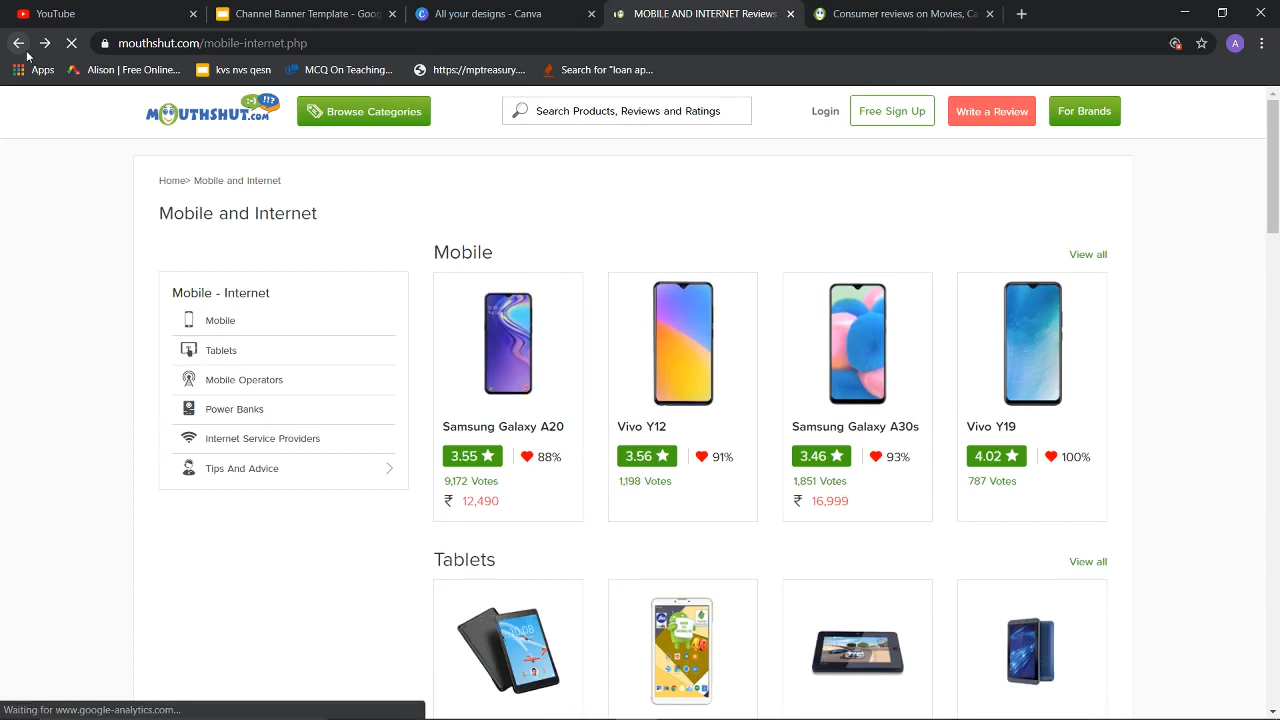 YouTube
Channel Banner Template - Goog
All your designs - Canva
MOBILE AND INTERNET Reviews
Consumer reviews on Movies, Ca
mouthshut.com/mobile-internet.php
A
Apps
Alison | Free Online...
kvs nvs qesn
MCQ On Teaching...
https://mptreasury....
Search for "loan ap...
MOUTHSHUT.COM
Browse Categories
Search Products, Reviews and Ratings
Login
Free Sign Up
Write a Review
For Brands
Home> Mobile and Internet
Mobile and Internet
Mobile - Internet
Mobile
Tablets
Mobile Operators
Power Banks
Internet Service Providers
Tips And Advice
Mobile
View all
Samsung Galaxy A20
3.55 88%
9,172 Votes
₹ 12,490
Vivo Y12
3.56 91%
1,198 Votes
Samsung Galaxy A30s
3.46 93%
1,851 Votes
₹ 16,999
Vivo Y19
4.02 100%
787 Votes
Tablets
View all
Waiting for www.google-analytics.com...